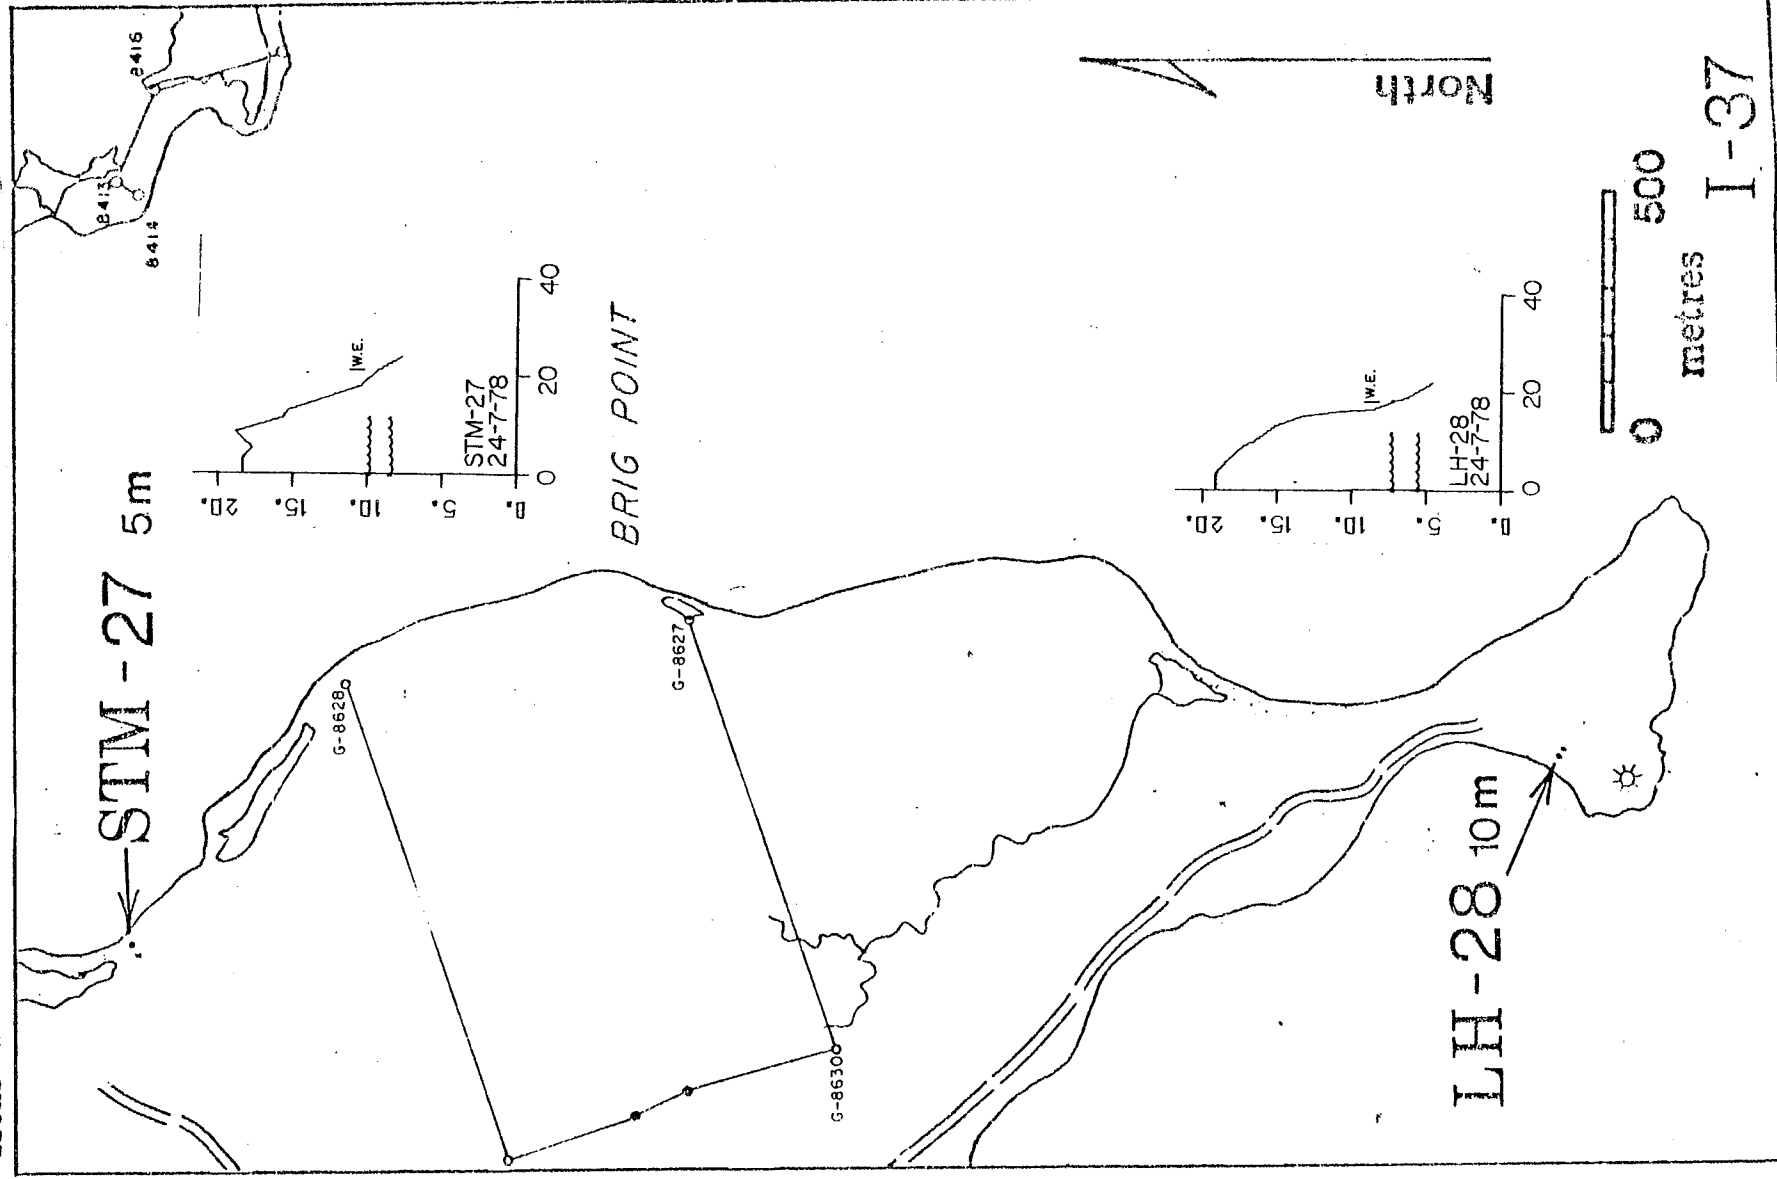 8416
8413
8414
North
I-37
STM-27 5m
20.
15.
10.
5.
0.
0
20
40
W.E.
STM-27
24-7-78
BRIG POINT
G-8628
G-8627
G-8630
20.
15.
10.
5.
0.
0
20
40
W.E.
LH-28
24-7-78
0
500
metres
LH-28 10m